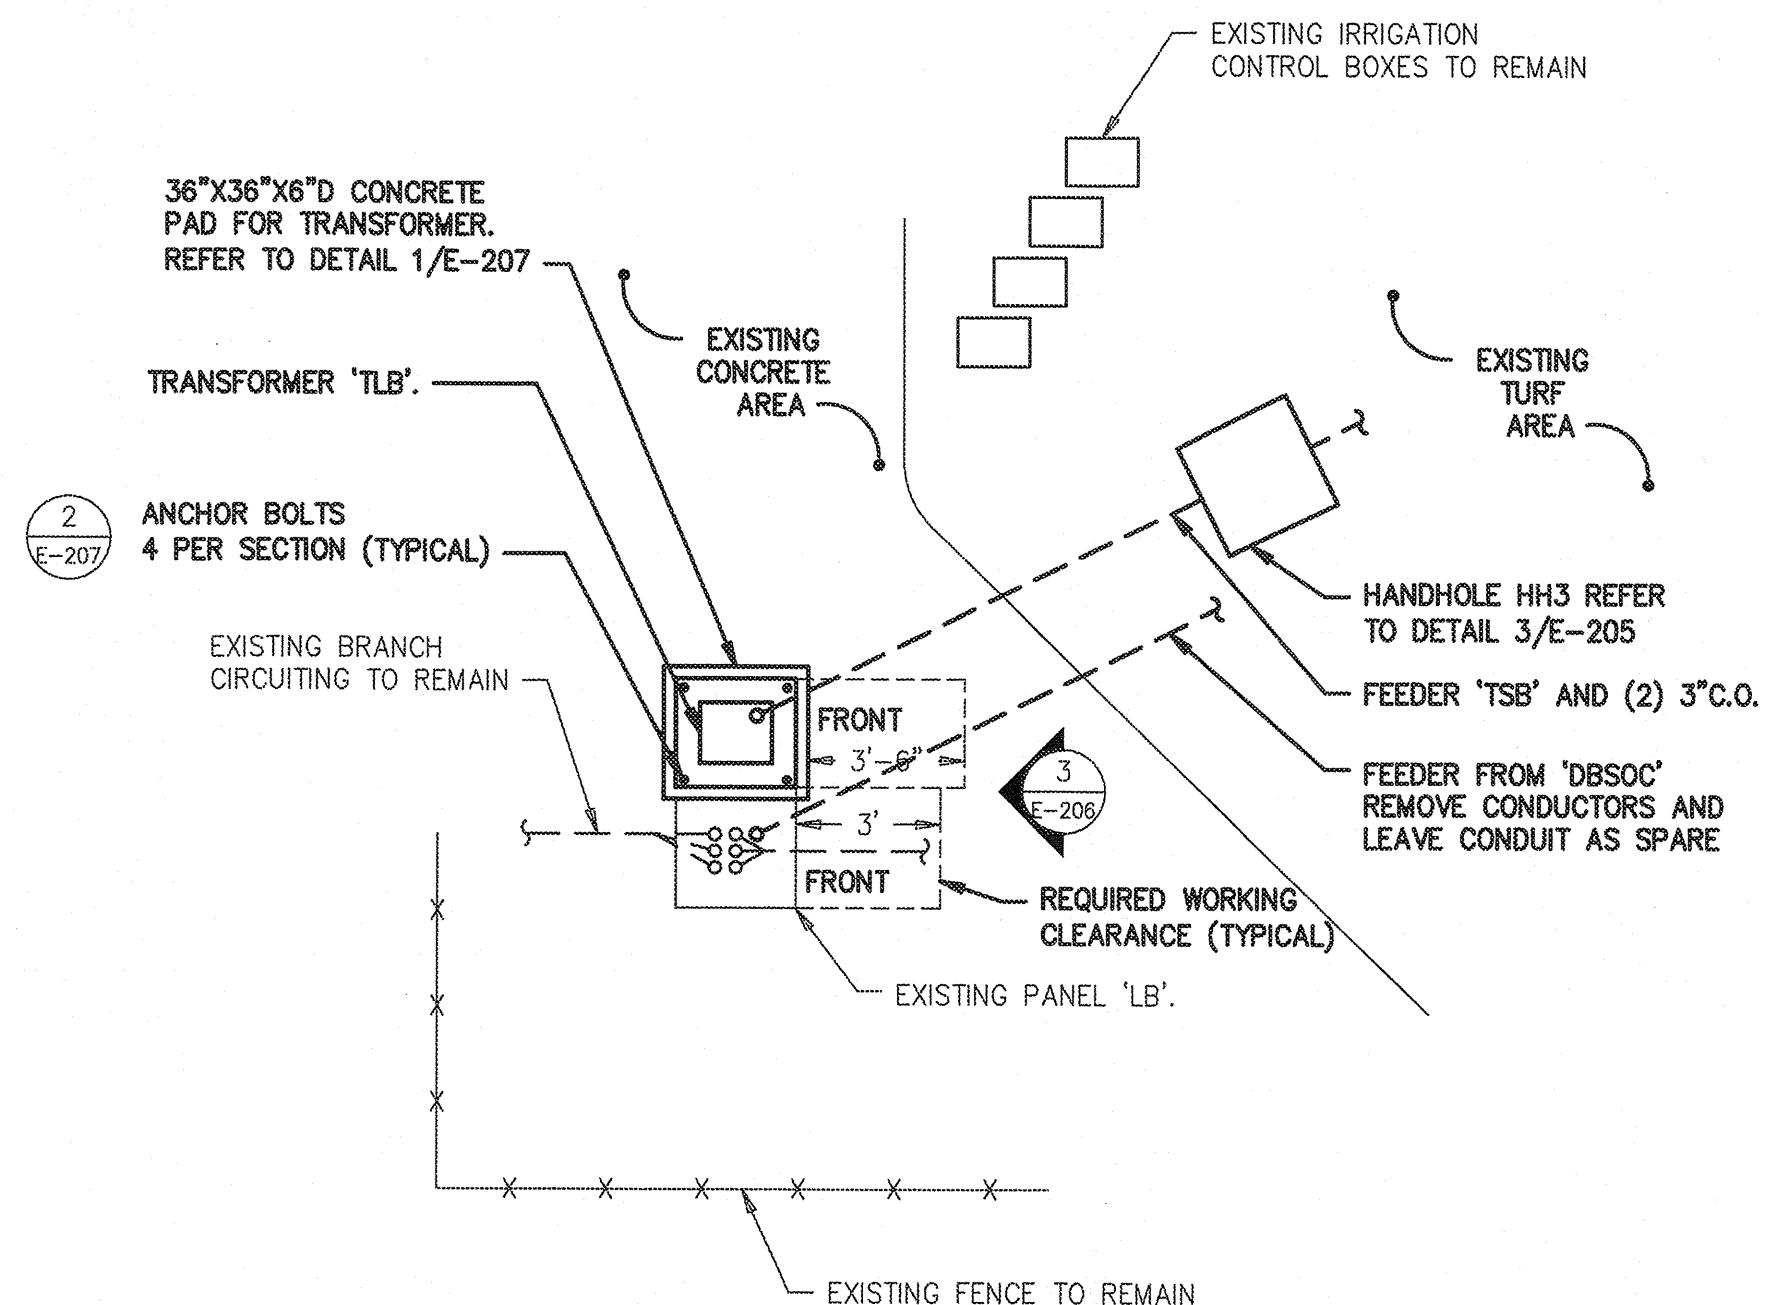 EXISTING IRRIGATION
CONTROL BOXES TO REMAIN
36"X36"X6"D CONCRETE
PAD FOR TRANSFORMER.
REFER TO DETAIL 1/E-207
EXISTING
CONCRETE
AREA
EXISTING
TURF
AREA
TRANSFORMER 'TLB'.
2
E-207
ANCHOR BOLTS
4 PER SECTION (TYPICAL)
HANDHOLE HH3 REFER
TO DETAIL 3/E-205
EXISTING BRANCH
CIRCUITING TO REMAIN
FEEDER 'TSB' AND (2) 3"C.O.
FRONT
3'-6"
3
E-206
FEEDER FROM 'DBSOC'
REMOVE CONDUCTORS AND
LEAVE CONDUIT AS SPARE
3'
FRONT
REQUIRED WORKING
CLEARANCE (TYPICAL)
EXISTING PANEL 'LB'.
EXISTING FENCE TO REMAIN